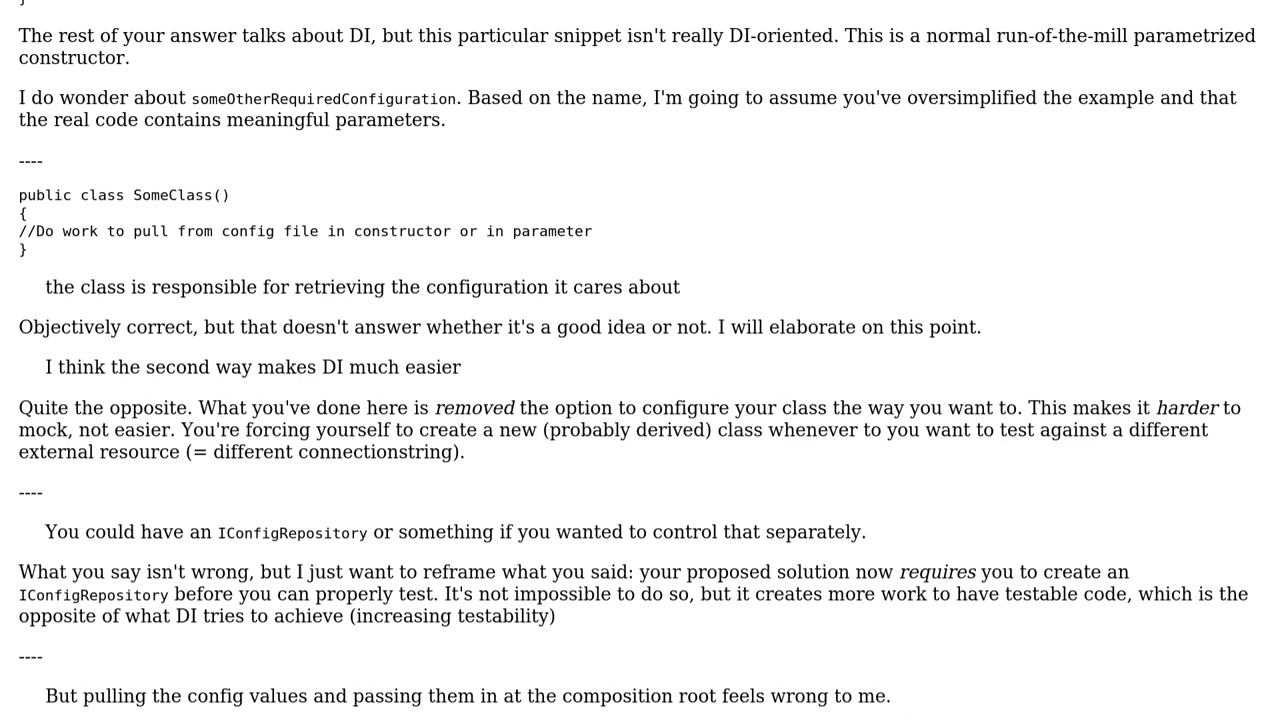 }
The rest of your answer talks about DI, but this particular snippet isn't really DI-oriented. This is a normal run-of-the-mill parametrized
constructor.
I do wonder about someOtherRequiredConfiguration. Based on the name, I'm going to assume you've oversimplified the example and that
the real code contains meaningful parameters.
----
public class SomeClass()
{
//Do work to pull from config file in constructor or in parameter
}
the class is responsible for retrieving the configuration it cares about
Objectively correct, but that doesn't answer whether it's a good idea or not. I will elaborate on this point.
I think the second way makes DI much easier
Quite the opposite. What you've done here is removed the option to configure your class the way you want to. This makes it harder to
mock, not easier. You're forcing yourself to create a new (probably derived) class whenever to you want to test against a different
external resource (= different connectionstring).
----
You could have an IConfigRepository or something if you wanted to control that separately.
What you say isn't wrong, but I just want to reframe what you said: your proposed solution now requires you to create an
IConfigRepository before you can properly test. It's not impossible to do so, but it creates more work to have testable code, which is the
opposite of what DI tries to achieve (increasing testability)
----
But pulling the config values and passing them in at the composition root feels wrong to me.